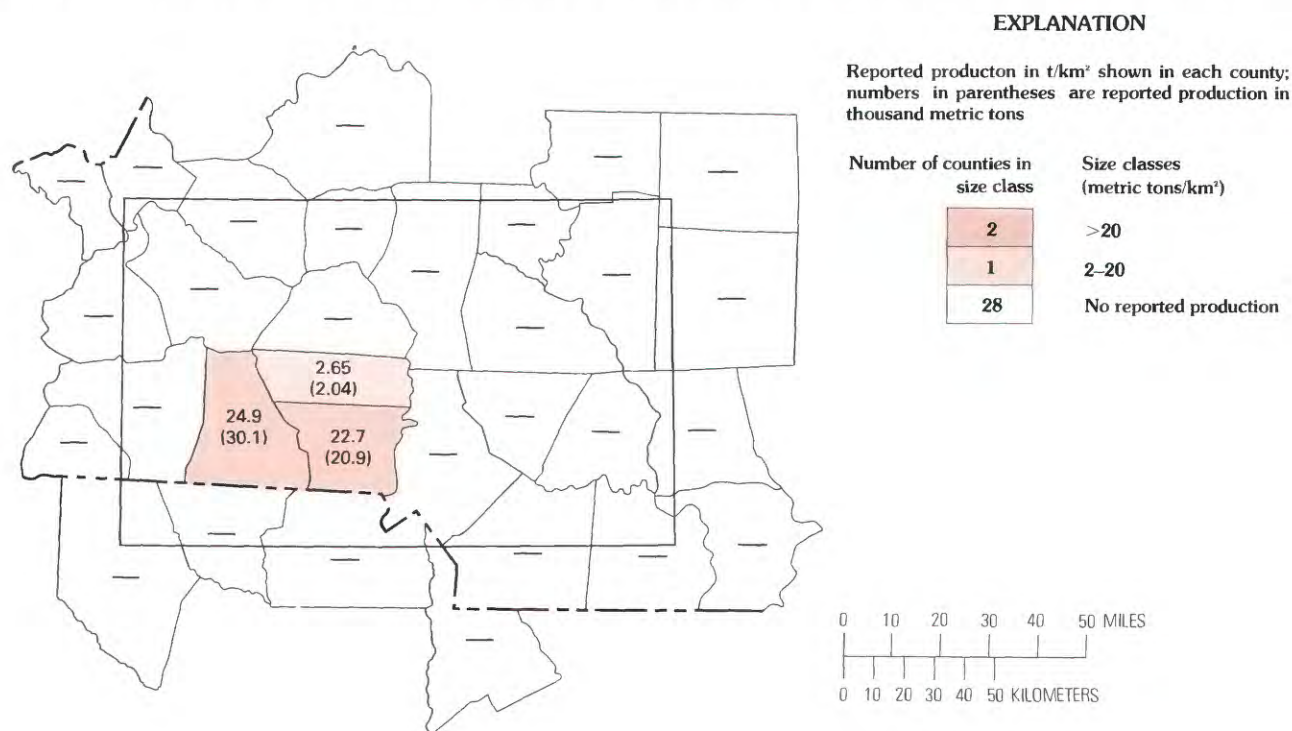 EXPLANATION
Reported producton in t/km² shown in each county;
numbers in parentheses are reported production in
thousand metric tons
Number of counties in
size class
Size classes
(metric tons/km²)
2
>20
1
2–20
28
No reported production
2.65
(2.04)
24.9
(30.1)
22.7
(20.9)
0 10 20 30 40 50 MILES
0 10 20 30 40 50 KILOMETERS